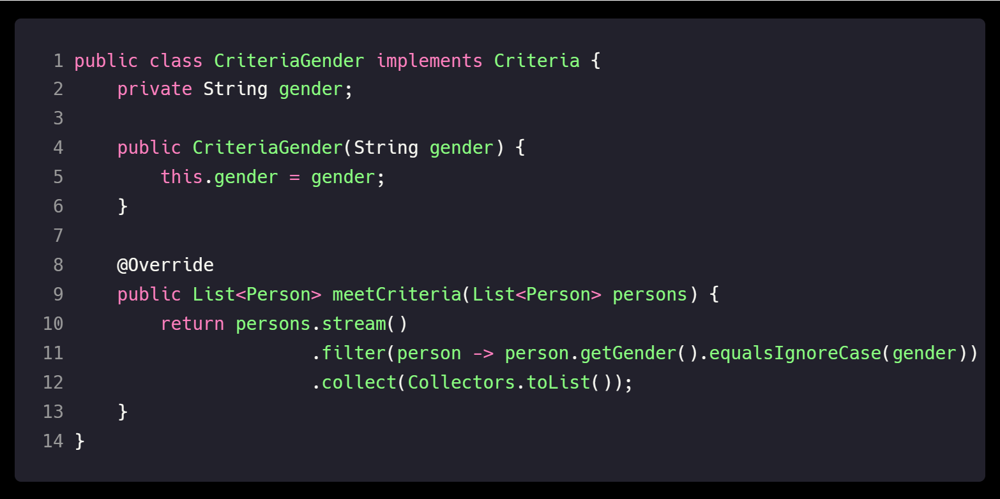 1 public class CriteriaGender implements Criteria {
2     private String gender;
3
4     public CriteriaGender(String gender) {
5         this.gender = gender;
6     }
7
8     @Override
9     public List<Person> meetCriteria(List<Person> persons) {
10         return persons.stream()
11                       .filter(person -> person.getGender().equalsIgnoreCase(gender))
12                       .collect(Collectors.toList());
13     }
14 }